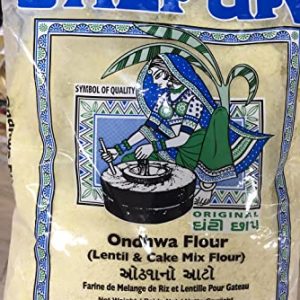 SYMBOL OF QUALITY
ORIGINAL
ઘંટી છાપ
Ondhwa Flour
(Lentil & Cake Mix Flour)
ઓંઢવાનો આટો
Farine de Melange de Riz et Lentille Pour Gateau